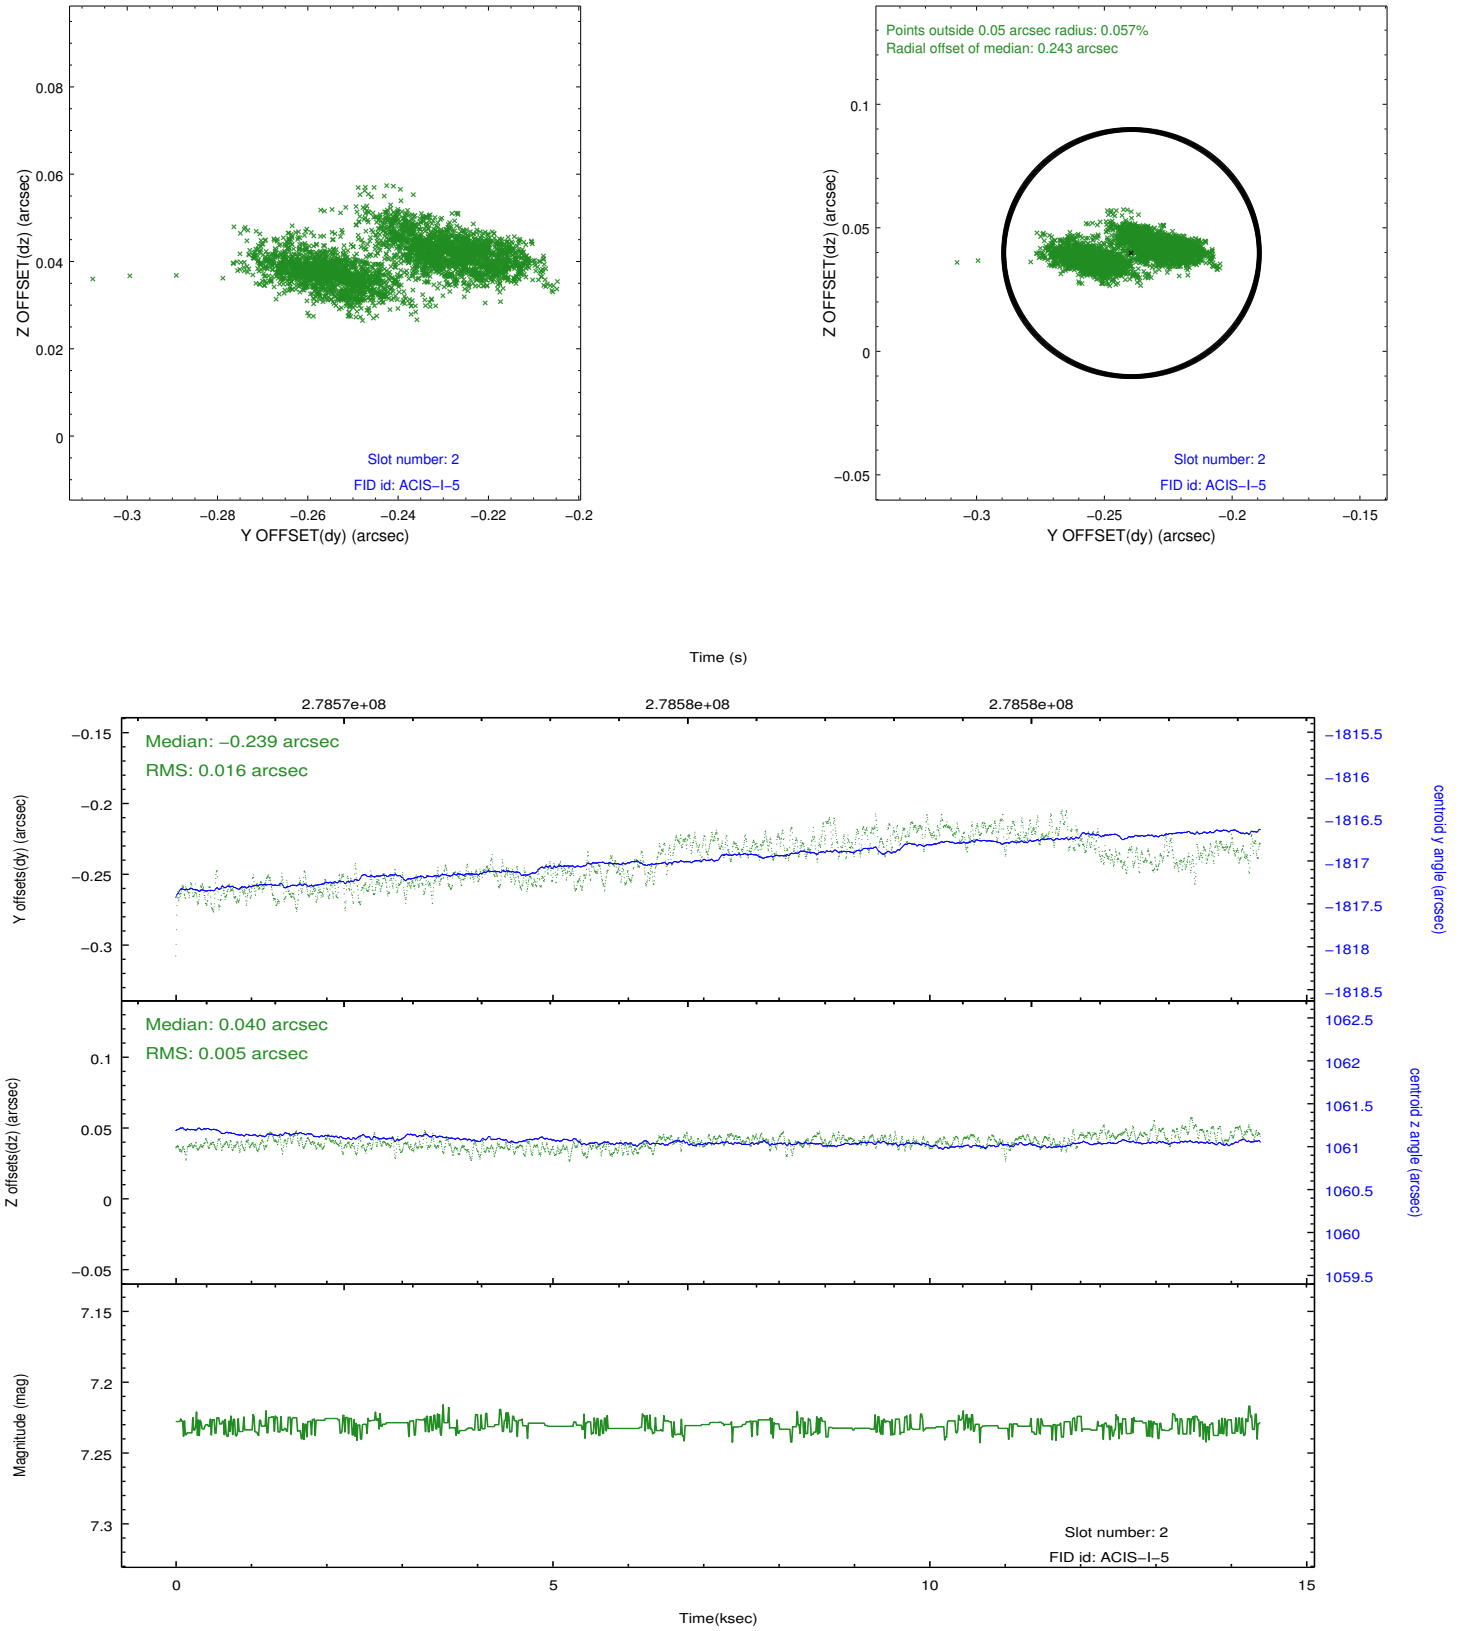 0.08
0.06
0.04
0.02
0
Z OFFSET(dz) (arcsec)
Slot number: 2
FID id: ACIS−I−5
−0.3 −0.28 −0.26 −0.24 −0.22 −0.2
Y OFFSET(dy) (arcsec)
Points outside 0.05 arcsec radius: 0.057%
Radial offset of median: 0.243 arcsec
0.1
0.05
0
−0.05
Z OFFSET(dz) (arcsec)
Slot number: 2
FID id: ACIS−I−5
−0.3 −0.25 −0.2 −0.15
Y OFFSET(dy) (arcsec)
Time (s)
2.7857e+08 2.7858e+08 2.7858e+08
Median: −0.239 arcsec
RMS: 0.016 arcsec
−0.15
−0.2
−0.25
−0.3
Y offsets(dy) (arcsec)
−1815.5
−1816
−1816.5
−1817
−1817.5
−1818
−1818.5
centroid y angle (arcsec)
Median: 0.040 arcsec
RMS: 0.005 arcsec
0.1
0.05
0
−0.05
Z offsets(dz) (arcsec)
1062.5
1062
1061.5
1061
1060.5
1060
1059.5
centroid z angle (arcsec)
7.15
7.2
7.25
7.3
Magnitude (mag)
Slot number: 2
FID id: ACIS−I−5
0 5 10 15
Time(ksec)